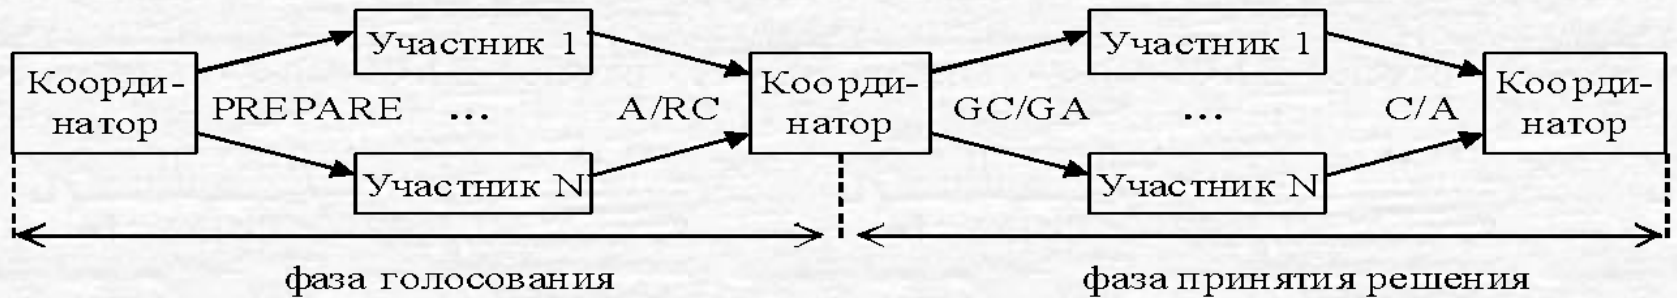 Участник 1
Участник 1
Коорди-
натор
PREPARE
...
A/RC
Коорди-
натор
GC/GA
...
C/A
Коорди-
натор
Участник N
Участник N
фаза голосования
фаза принятия решения